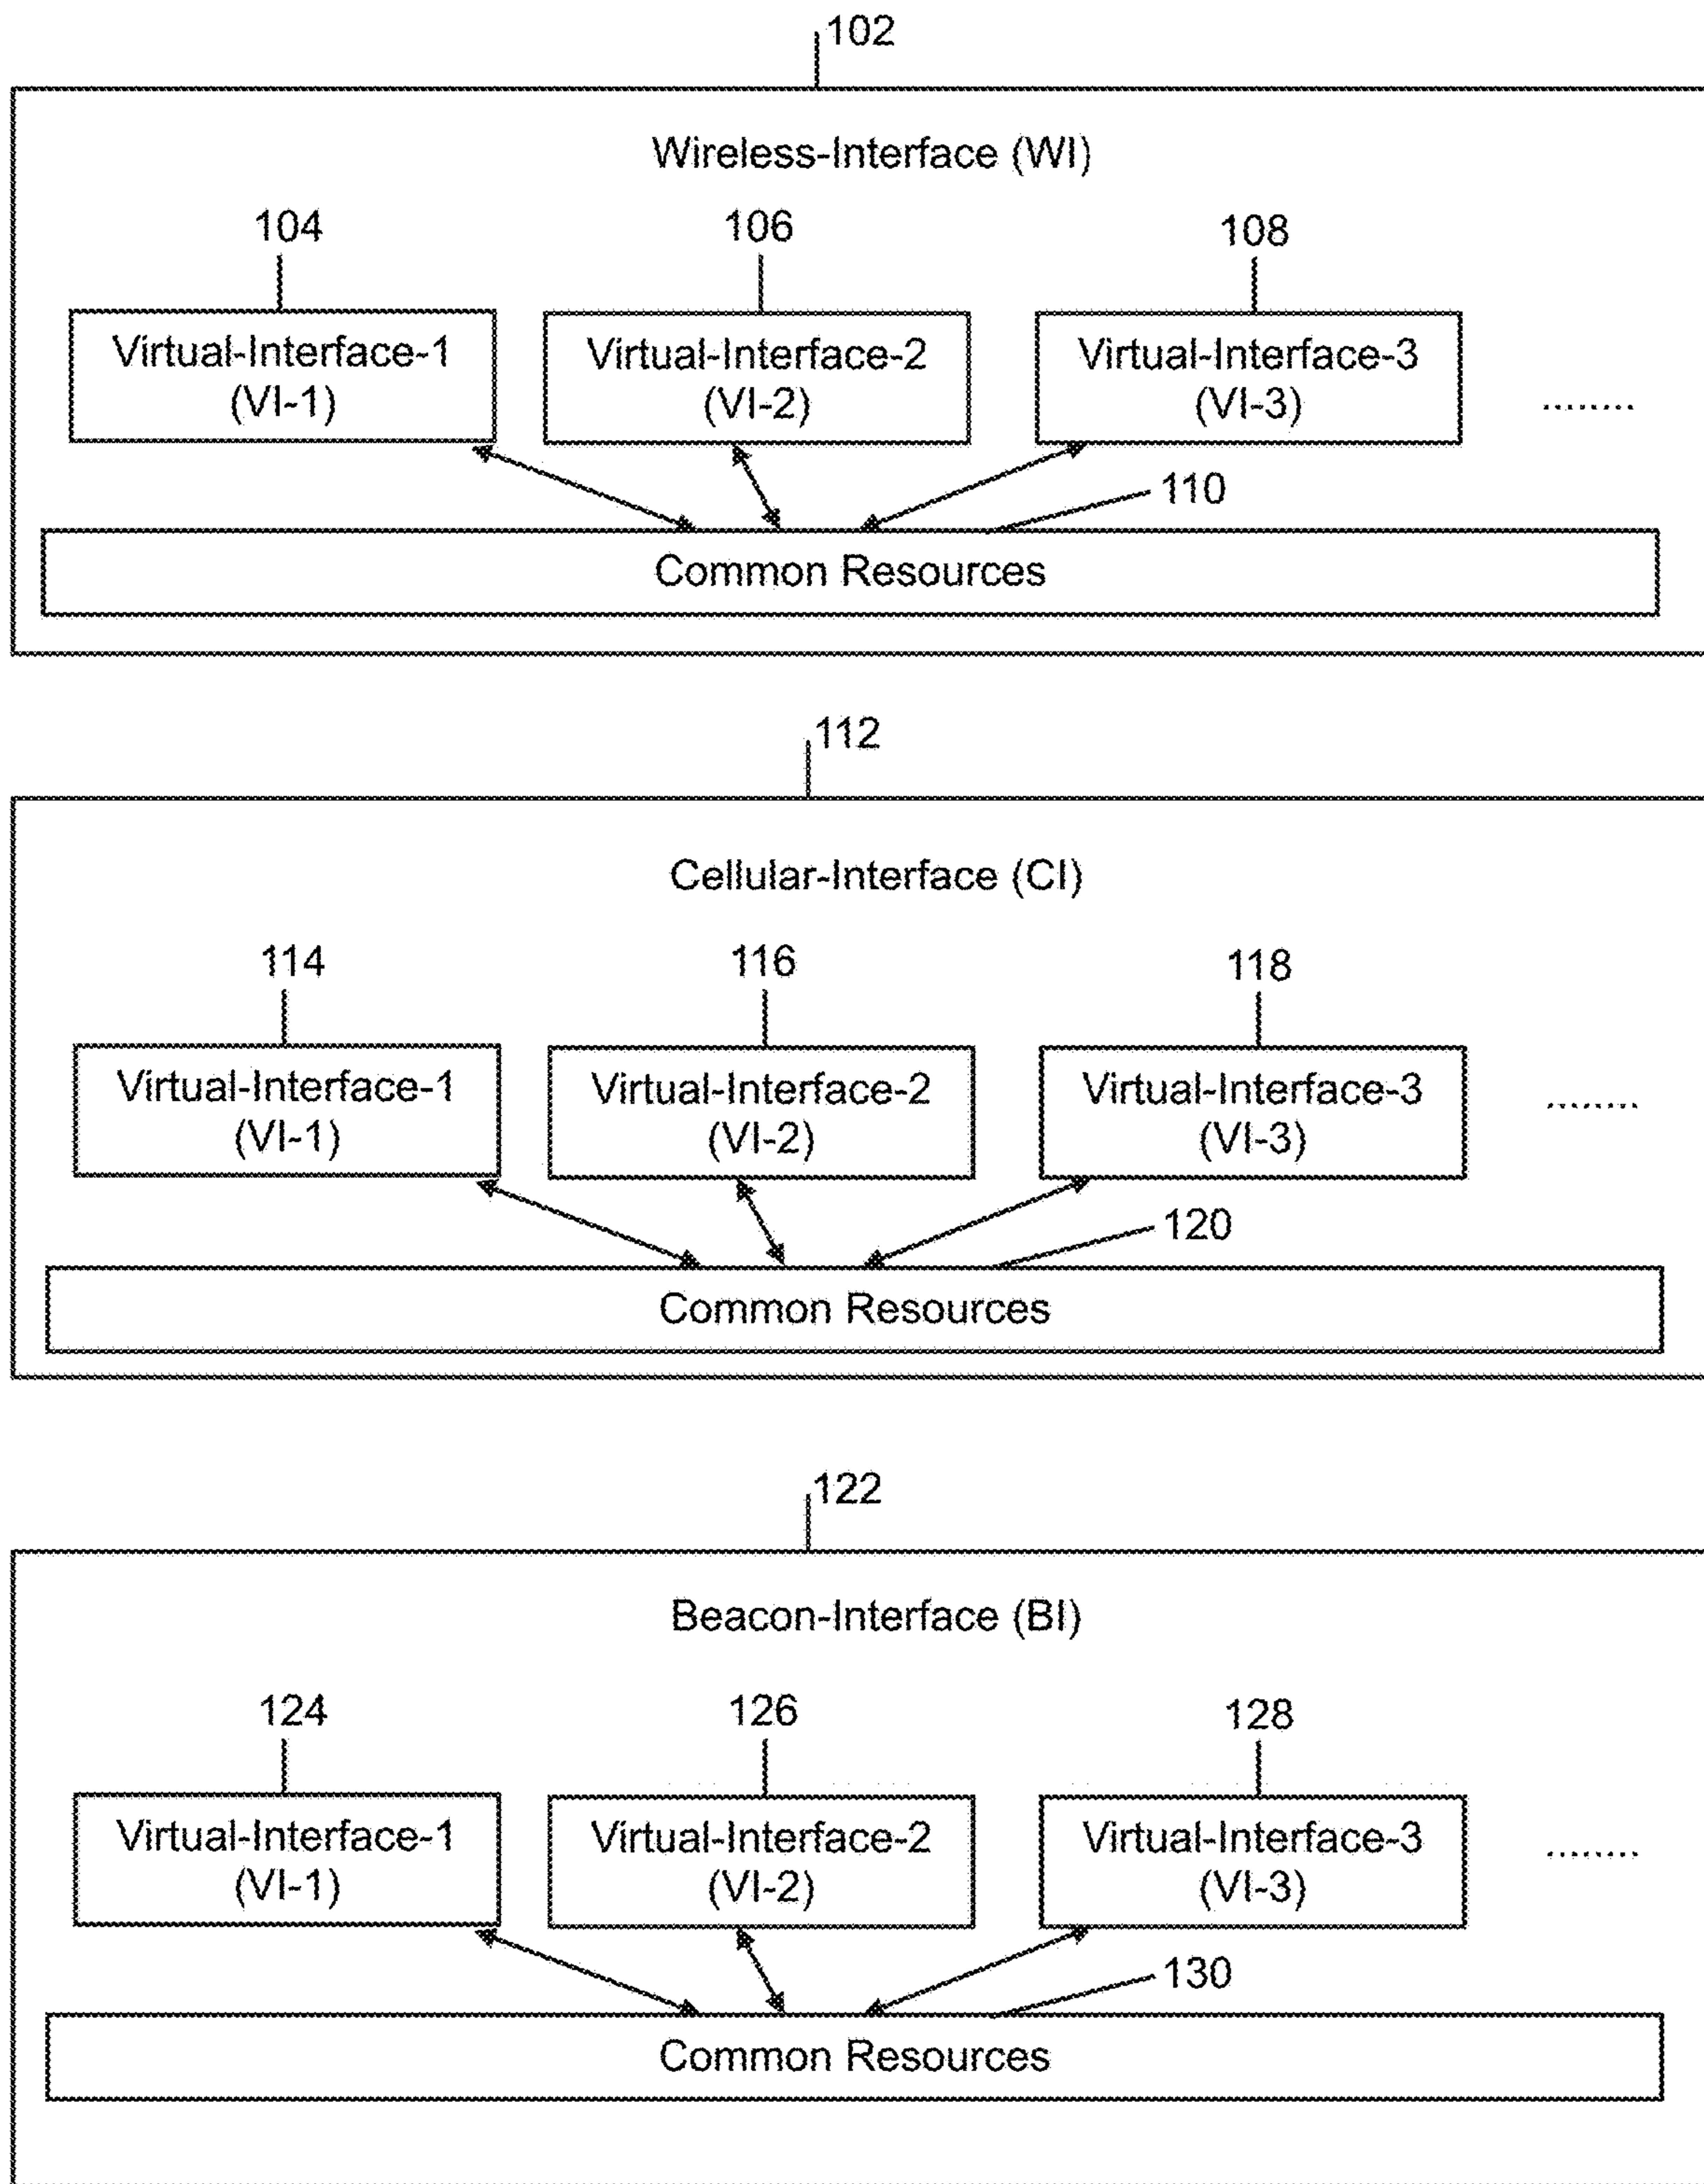 102
Wireless-Interface (WI)
104
106
108
Virtual-Interface-1
(VI-1)
Virtual-Interface-2
(VI-2)
Virtual-Interface-3
(VI-3)
........
110
Common Resources
112
Cellular-Interface (CI)
114
116
118
Virtual-Interface-1
(VI-1)
Virtual-Interface-2
(VI-2)
Virtual-Interface-3
(VI-3)
........
120
Common Resources
122
Beacon-Interface (BI)
124
126
128
Virtual-Interface-1
(VI-1)
Virtual-Interface-2
(VI-2)
Virtual-Interface-3
(VI-3)
........
130
Common Resources